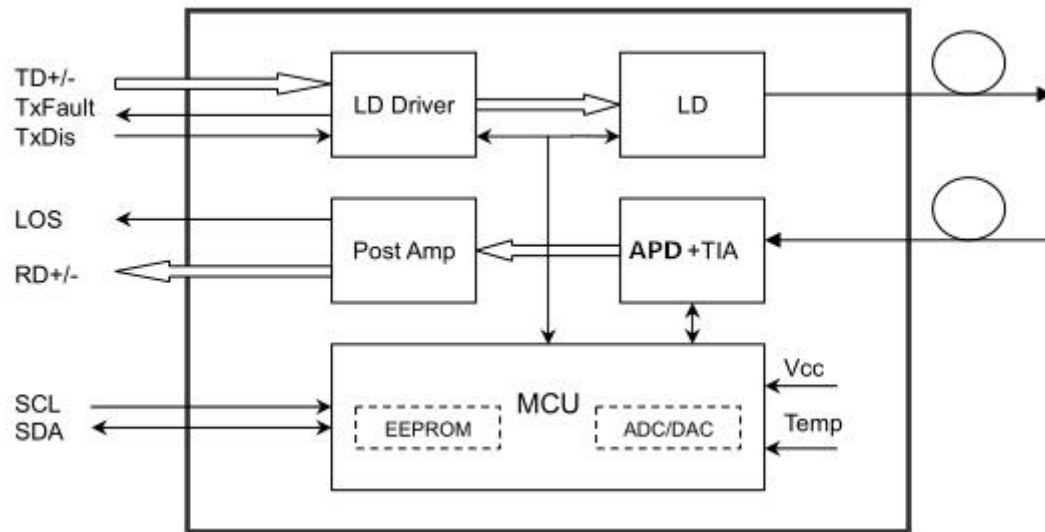 TD+/-
TxFault
TxDis
LD Driver
LD
LOS
RD+/-
Post Amp
APD +TIA
SCL
SDA
MCU
EEPROM
ADC/DAC
Vcc
Temp